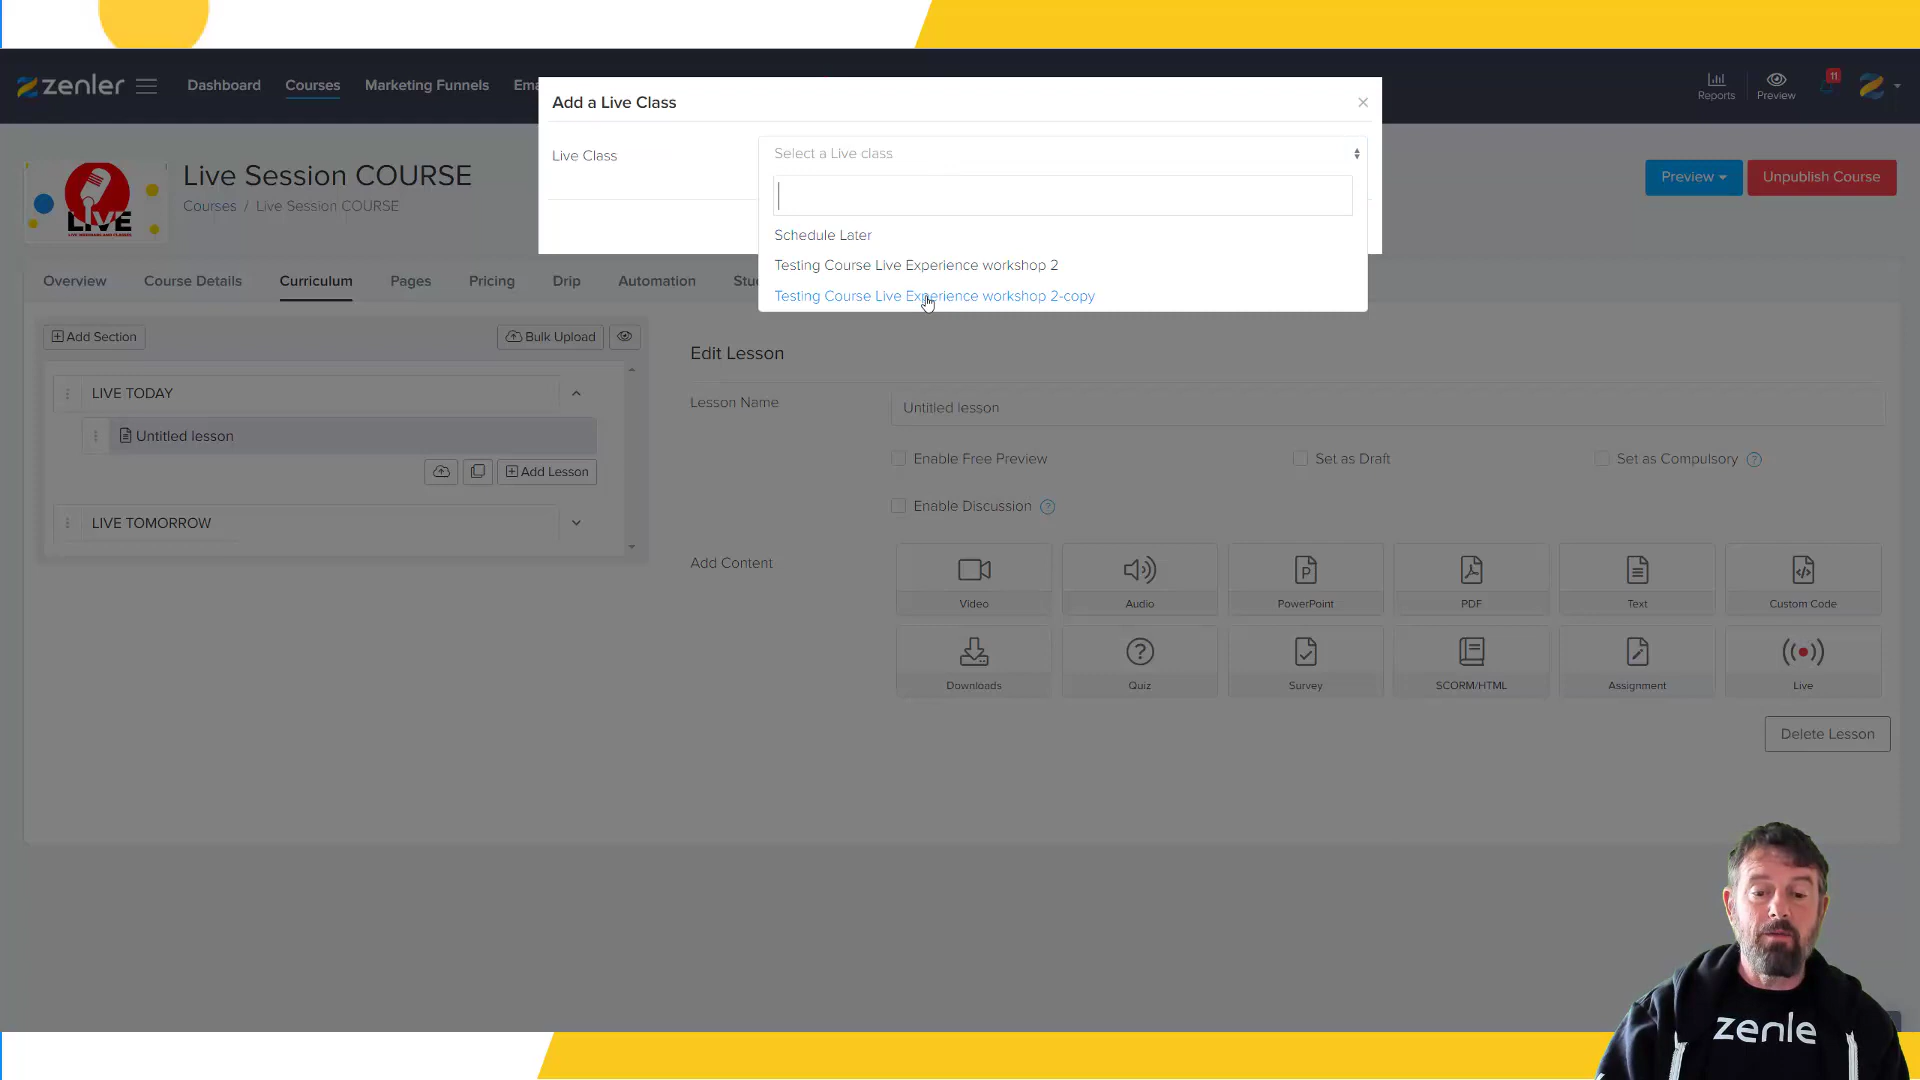 zenler
Dashboard
Courses
Marketing Funnels
Ema
Reports
Preview
11
Add a Live Class
Live Class
Select a Live class
Schedule Later
Testing Course Live Experience workshop 2
Testing Course Live Experience workshop 2-copy
LIVE
LIVE WEBINARS AND CLASSES
Live Session COURSE
Courses / Live Session COURSE
Preview
Unpublish Course
Overview
Course Details
Curriculum
Pages
Pricing
Drip
Automation
Stu
Add Section
Bulk Upload
LIVE TODAY
Untitled lesson
Add Lesson
LIVE TOMORROW
Edit Lesson
Lesson Name
Untitled lesson
Enable Free Preview
Set as Draft
Set as Compulsory
Enable Discussion
Add Content
Video
Audio
PowerPoint
PDF
Text
Custom Code
Downloads
Quiz
Survey
SCORM/HTML
Assignment
Live
Delete Lesson
zenle